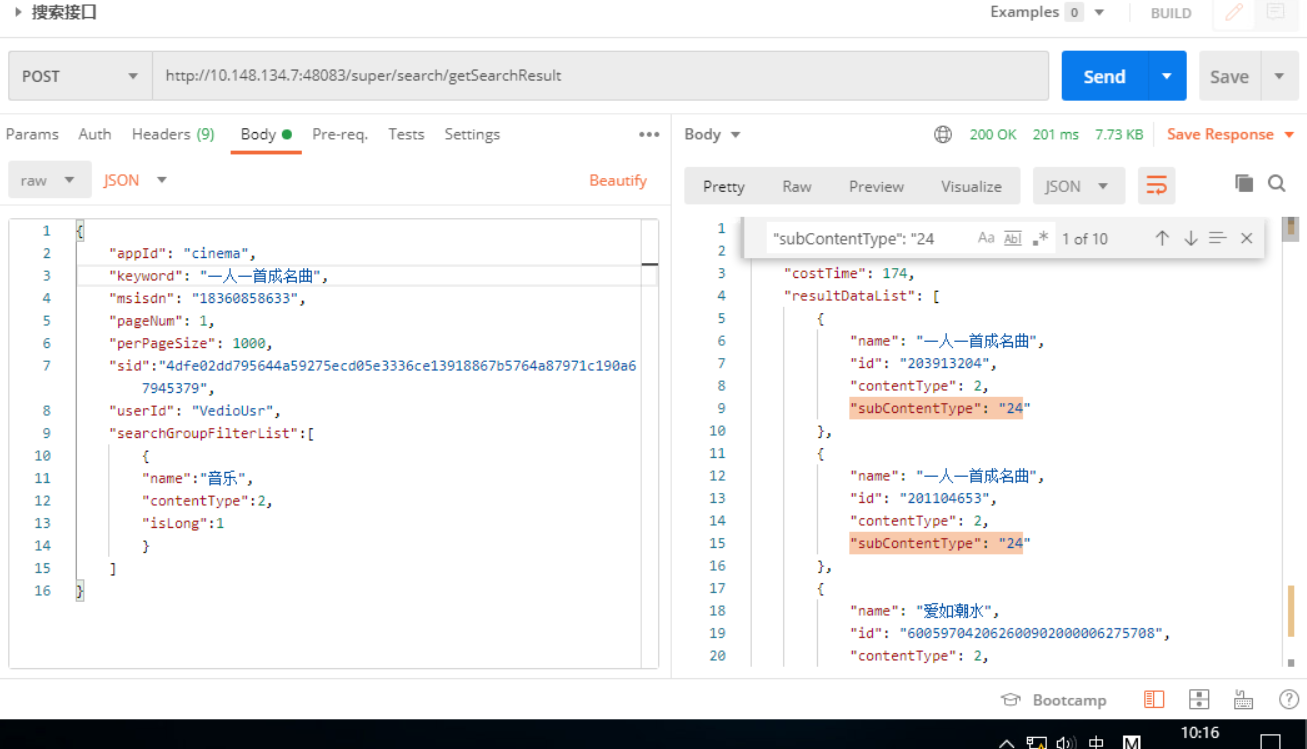 搜索接口
Examples 0
BUILD
POST
http://10.148.134.7:48083/super/search/getSearchResult
Send
Save
Params Auth Headers (9) Body Pre-req. Tests Settings
Body
200 OK 201 ms 7.73 KB Save Response
raw JSON Beautify
Pretty Raw Preview Visualize JSON
1 {
2 "appId": "cinema",
3 "keyword": "一人一首成名曲",
4 "msisdn": "18360858633",
5 "pageNum": 1,
6 "perPageSize": 1000,
7 "sid":"4dfe02dd795644a59275ecd05e3336ce13918867b5764a87971c190a6
7945379",
8 "userId": "VedioUsr",
9 "searchGroupFilterList":[
10 {
11 "name":"音乐",
12 "contentType":2,
13 "isLong":1
14 }
15 ]
16 }
"subContentType": "24
Aa Abl .* 1 of 10
1
2
3 "costTime": 174,
4 "resultDataList": [
5 {
6 "name": "一人一首成名曲",
7 "id": "203913204",
8 "contentType": 2,
9 "subContentType": "24"
10 },
11 {
12 "name": "一人一首成名曲",
13 "id": "201104653",
14 "contentType": 2,
15 "subContentType": "24"
16 },
17 {
18 "name": "爱如潮水",
19 "id": "600597042062600902000006275708",
20 "contentType": 2,
Bootcamp
中 M 10:16